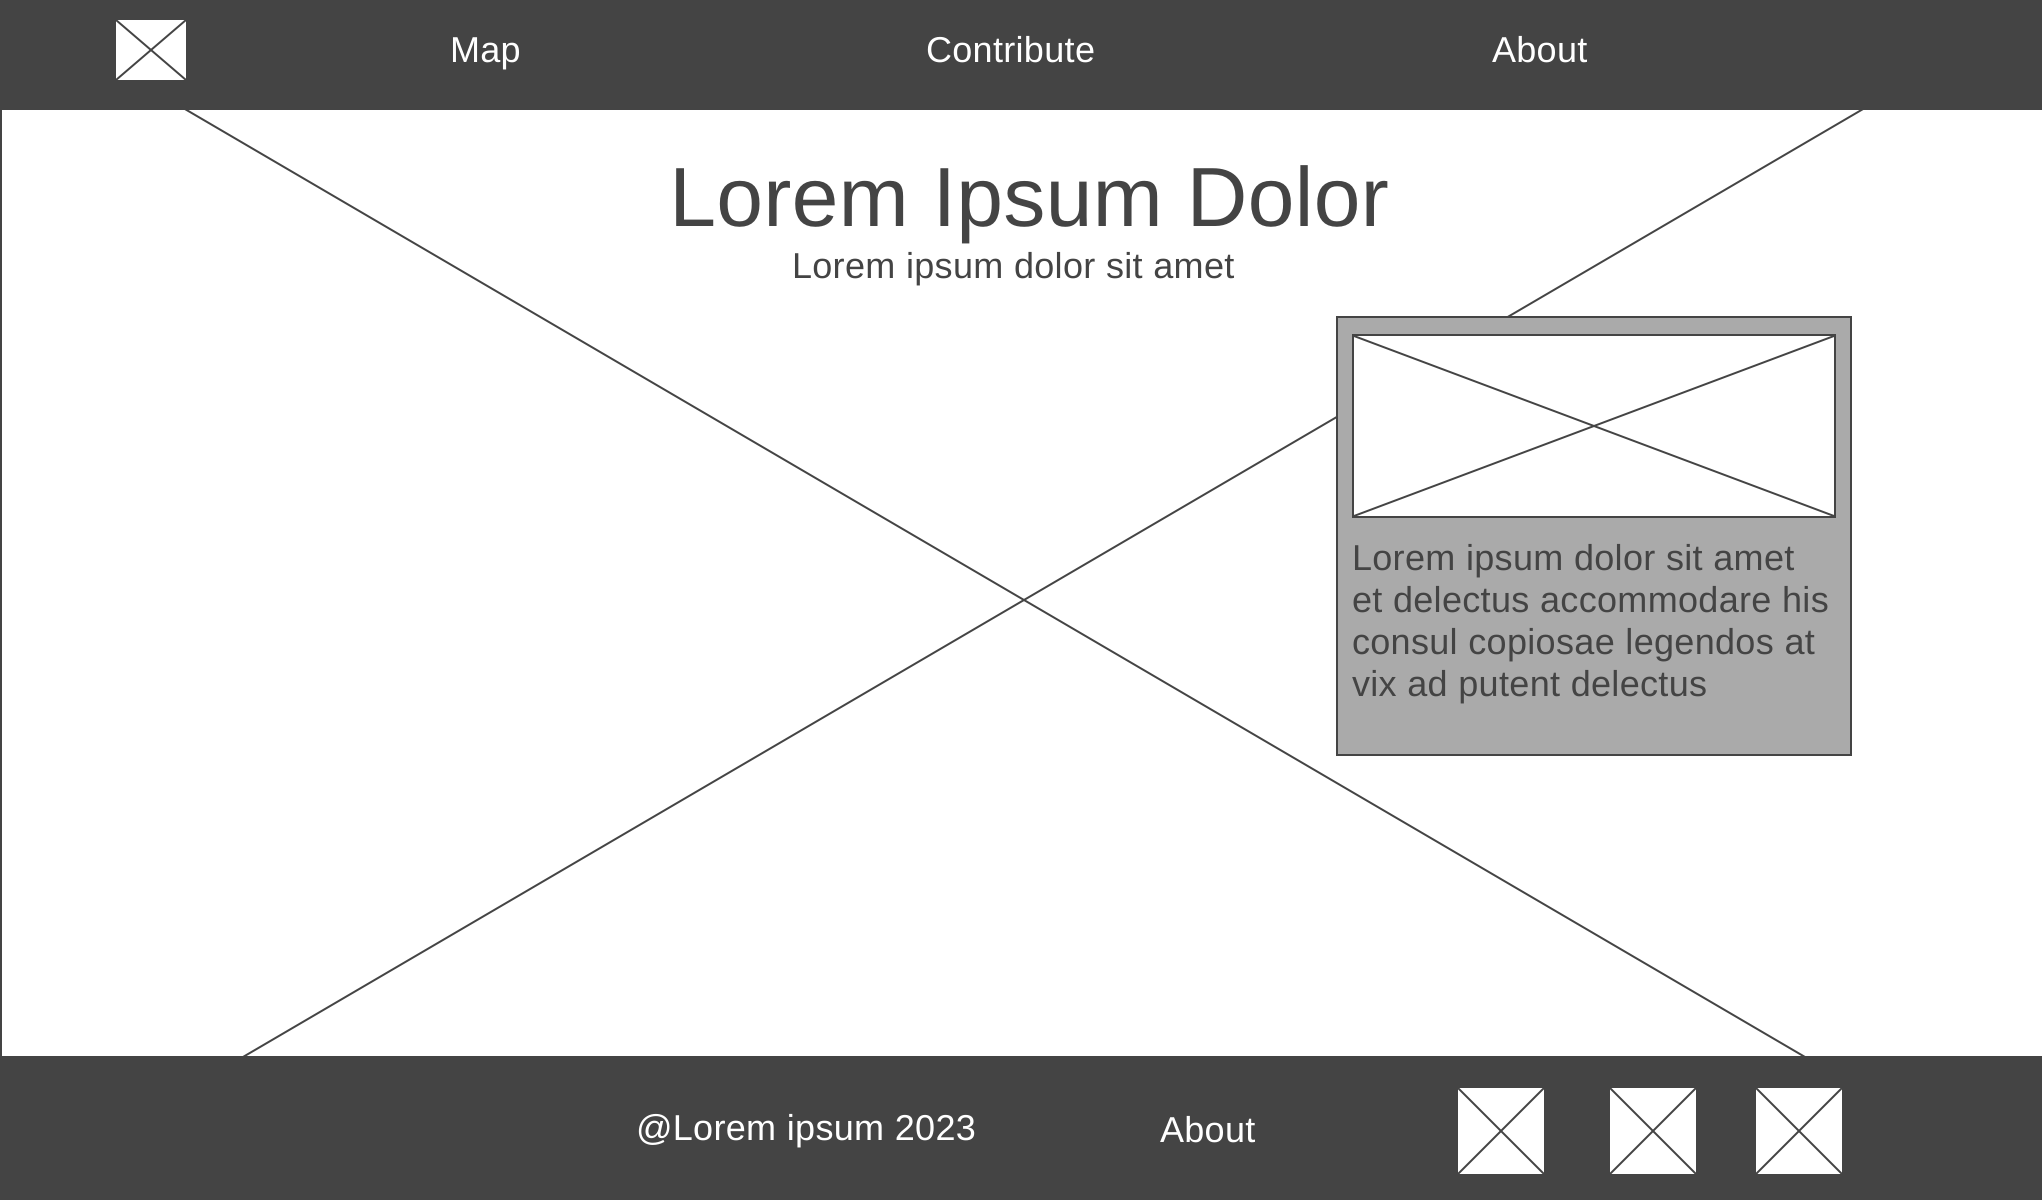 Map
Contribute
About
Lorem Ipsum Dolor
Lorem ipsum dolor sit amet
Lorem ipsum dolor sit amet
et delectus accommodare his
consul copiosae legendos at
vix ad putent delectus
@Lorem ipsum 2023
About